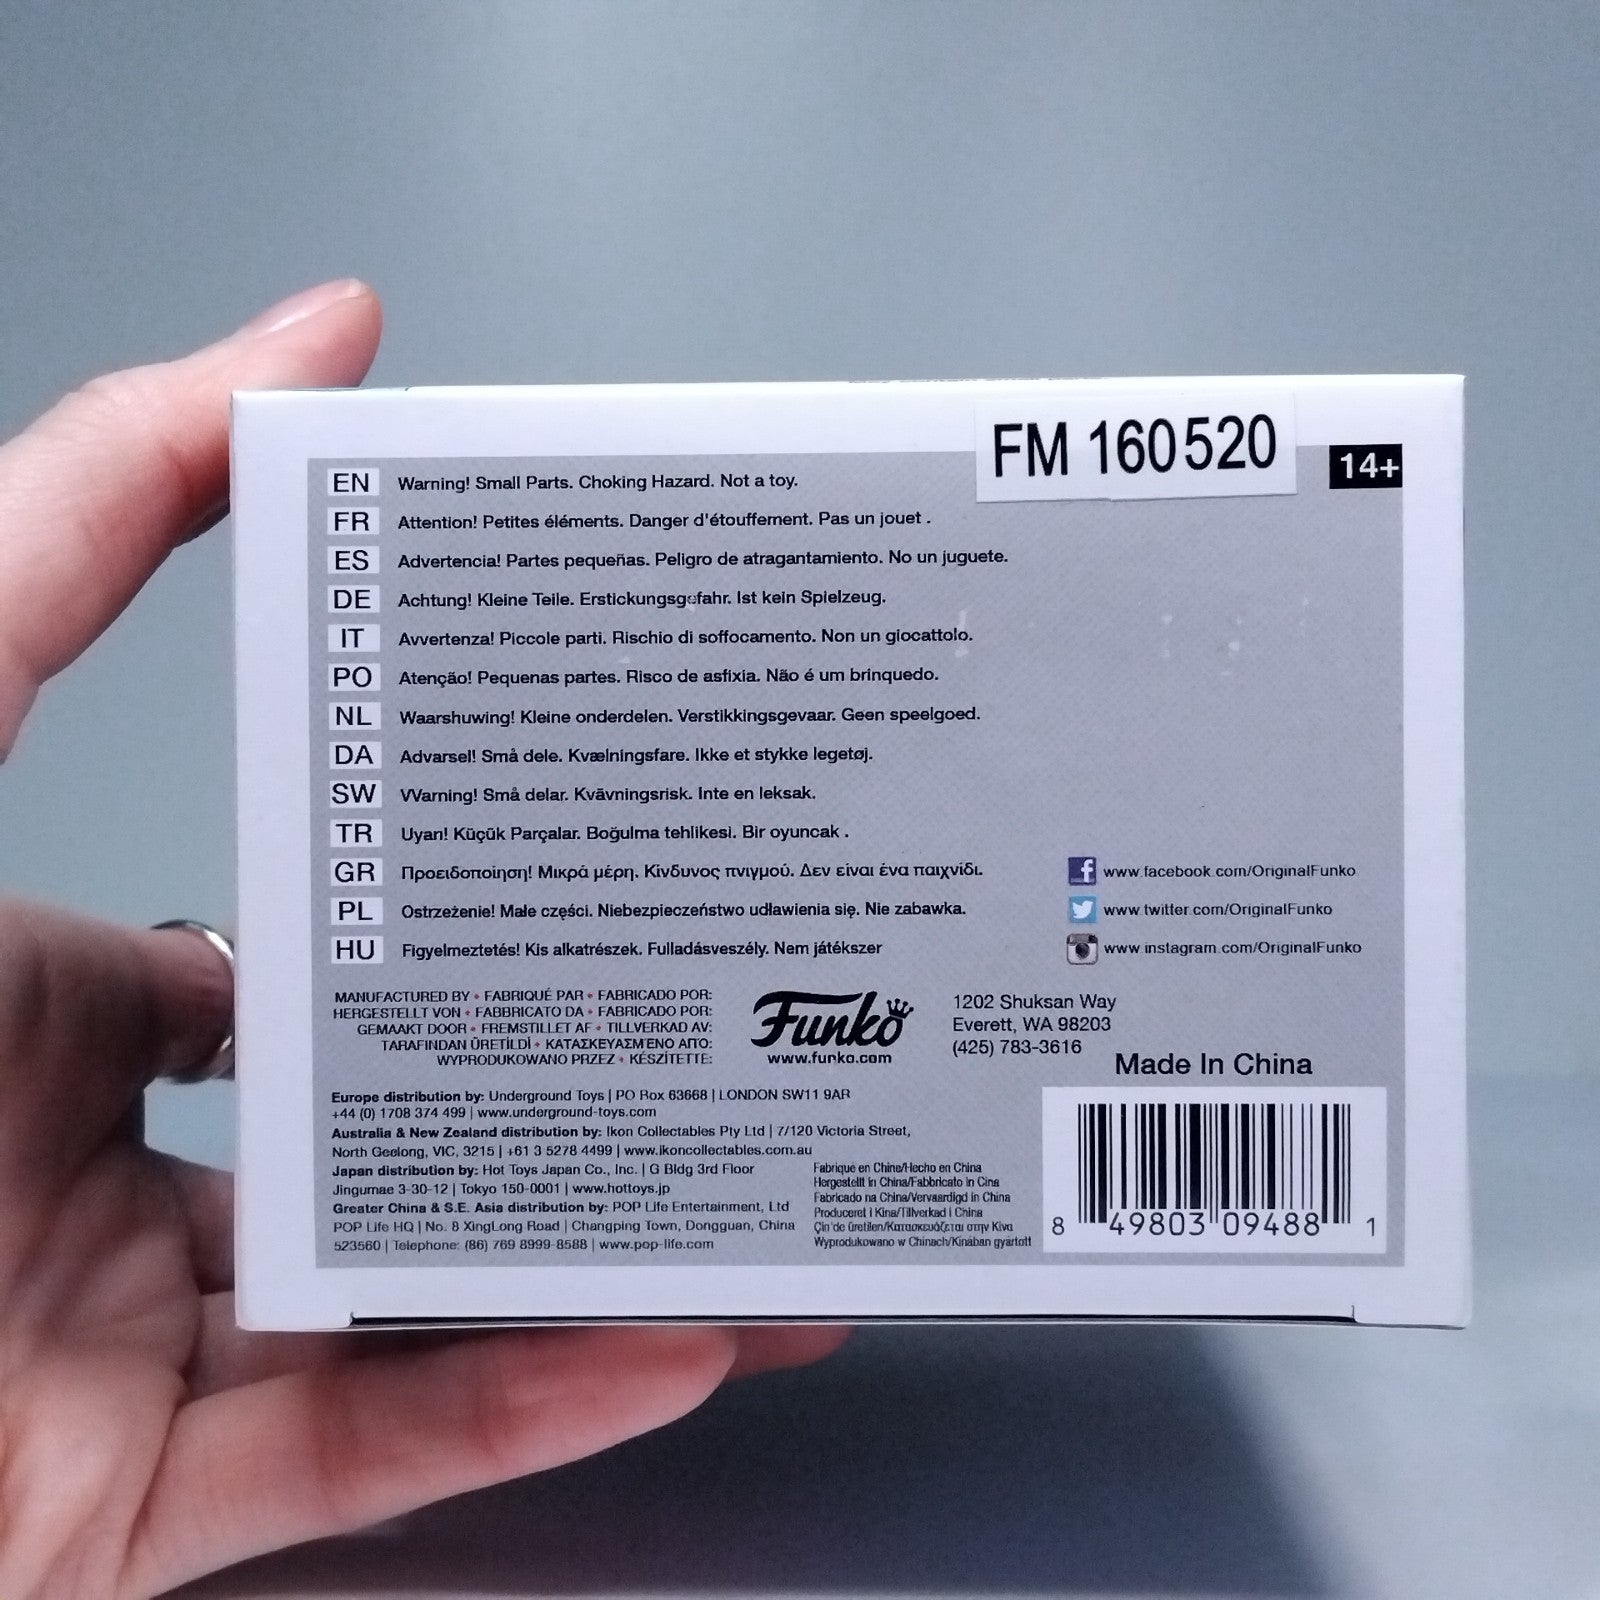 FM 160520
14+
EN Warning! Small Parts. Choking Hazard. Not a toy.
FR Attention! Petites éléments. Danger d'étouffement. Pas un jouet .
ES Advertencia! Partes pequeñas. Peligro de atragantamiento. No un juguete.
DE Achtung! Kleine Teile. Erstickungsgefahr. Ist kein Spielzeug.
IT Avvertenza! Piccole parti. Rischio di soffocamento. Non un giocattolo.
PO Atenção! Pequenas partes. Risco de asfixia. Não é um brinquedo.
NL Waarshuwing! Kleine onderdelen. Verstikkingsgevaar. Geen speelgoed.
DA Advarsel! Små dele. Kvælningsfare. Ikke et stykke legetøj.
SW Warning! Små delar. Kvävningsrisk. Inte en leksak.
TR Uyarı! Küçük Parçalar. Boğulma tehlikesi. Bir oyuncak .
GR Προειδοποίηση! Μικρά μέρη. Κίνδυνος πνιγμού. Δεν είναι ένα παιχνίδι.
PL Ostrzeżenie! Małe części. Niebezpieczeństwo udławienia się. Nie zabawka.
HU Figyelmeztetés! Kis alkatrészek. Fulladásveszély. Nem játékszer
www.facebook.com/OriginalFunko
www.twitter.com/OriginalFunko
www.instagram.com/OriginalFunko
MANUFACTURED BY • FABRIQUÉ PAR • FABRICADO POR:
HERGESTELLT VON • FABBRICATO DA • FABRICADO POR:
GEMAAKT DOOR • FREMSTILLET AF • TILLVERKAD AV:
TARAFINDAN ÜRETİLDİ • ΚΑΤΑΣΚΕΥΑΣΜΈΝΟ ΑΠΌ:
WYPRODUKOWANO PRZEZ • KÉSZÍTETTE:
Funko
www.funko.com
1202 Shuksan Way
Everett, WA 98203
(425) 783-3616
Made In China
Europe distribution by: Underground Toys | PO Box 63668 | LONDON SW11 9AR
+44 (0) 1708 374 499 | www.underground-toys.com
Australia & New Zealand distribution by: Ikon Collectables Pty Ltd | 7/120 Victoria Street,
North Geelong, VIC, 3215 | +61 3 5278 4499 | www.ikoncollectables.com.au
Japan distribution by: Hot Toys Japan Co., Inc. | G Bldg 3rd Floor
Jingumae 3-30-12 | Tokyo 150-0001 | www.hottoys.jp
Greater China & S.E. Asia distribution by: POP Life Entertainment, Ltd
POP Life HQ | No. 8 XingLong Road | Changping Town, Dongguan, China
523560 | Telephone: (86) 769 8999-8588 | www.pop-life.com
Fabriqué en Chine/Hecho en China
Hergestellt in China/Fabbricato in Cina
Fabricado na China/Vervaardigd in China
Produceret i Kina/Tillverkad i China
Çin'de üretilen/Κατασκευάζεται στην Κίνα
Wyprodukowano w Chinach/Kínában gyártott
8 49803 09488 1